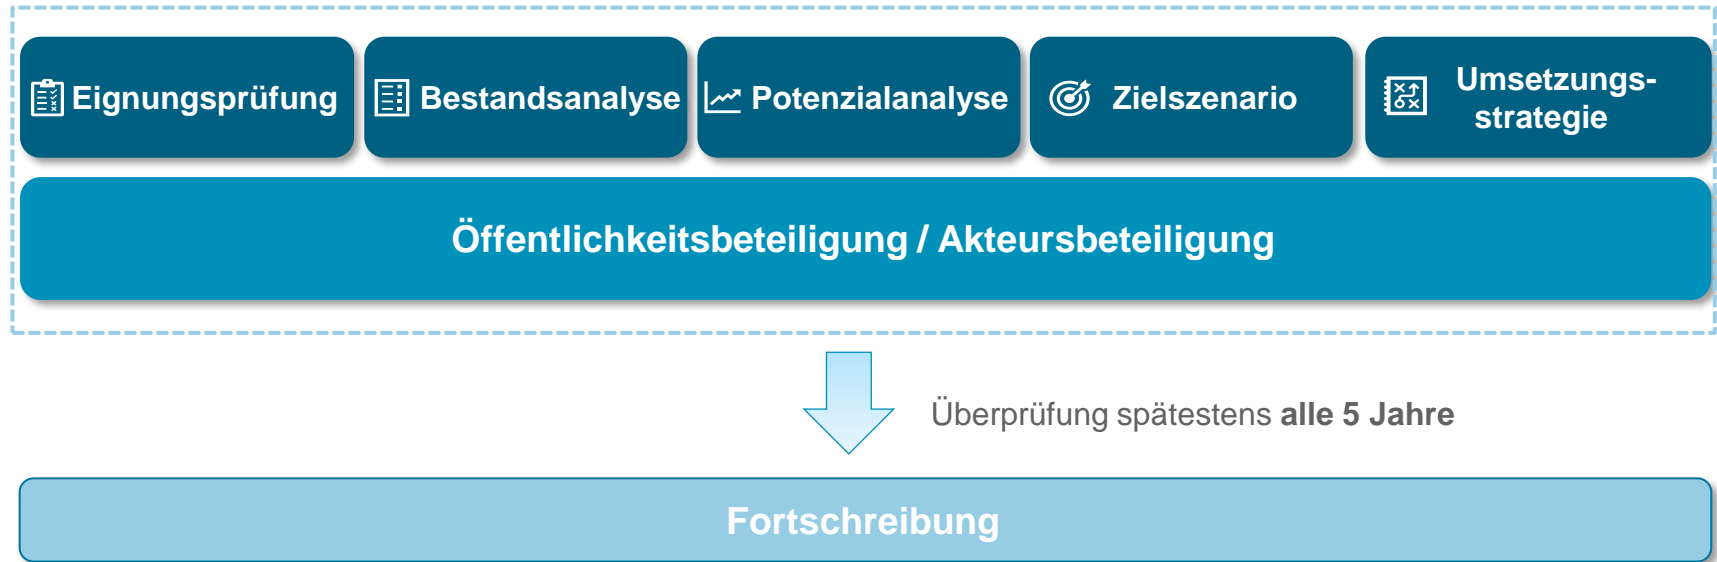 Eignungsprüfung
Bestandsanalyse
Potenzialanalyse
Zielszenario
Umsetzungs-
strategie
Öffentlichkeitsbeteiligung / Akteursbeteiligung
Überprüfung spätestens alle 5 Jahre
Fortschreibung